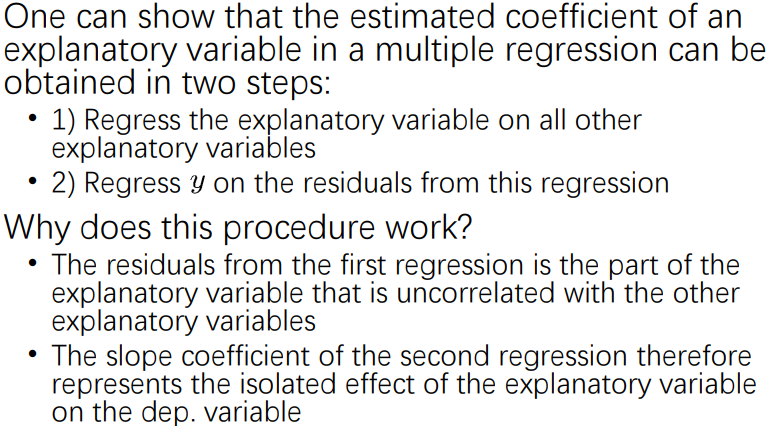 One can show that the estimated coefficient of an
explanatory variable in a multiple regression can be
obtained in two steps:
• 1) Regress the explanatory variable on all other
explanatory variables
• 2) Regress y on the residuals from this regression
Why does this procedure work?
• The residuals from the first regression is the part of the
explanatory variable that is uncorrelated with the other
explanatory variables
• The slope coefficient of the second regression therefore
represents the isolated effect of the explanatory variable
on the dep. variable